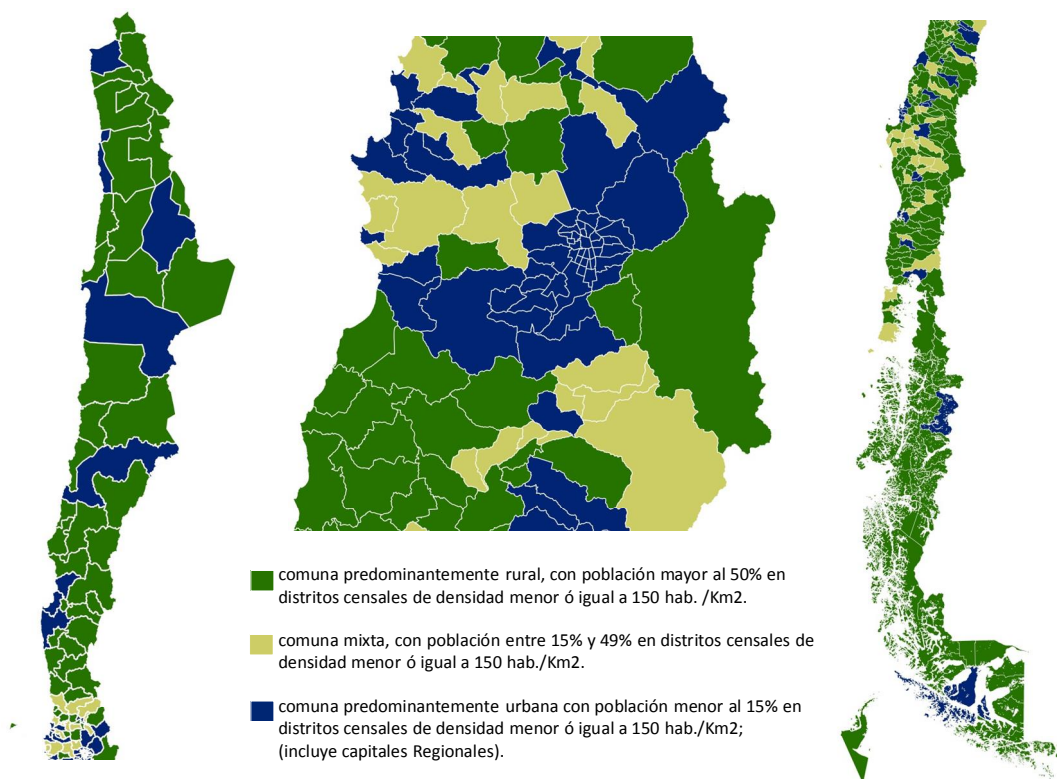 comuna predominantemente rural, con población mayor al 50% en
distritos censales de densidad menor ó igual a 150 hab. /Km2.
comuna mixta, con población entre 15% y 49% en distritos censales de
densidad menor ó igual a 150 hab./Km2.
comuna predominantemente urbana con población menor al 15% en
distritos censales de densidad menor ó igual a 150 hab./Km2;
(incluye capitales Regionales).